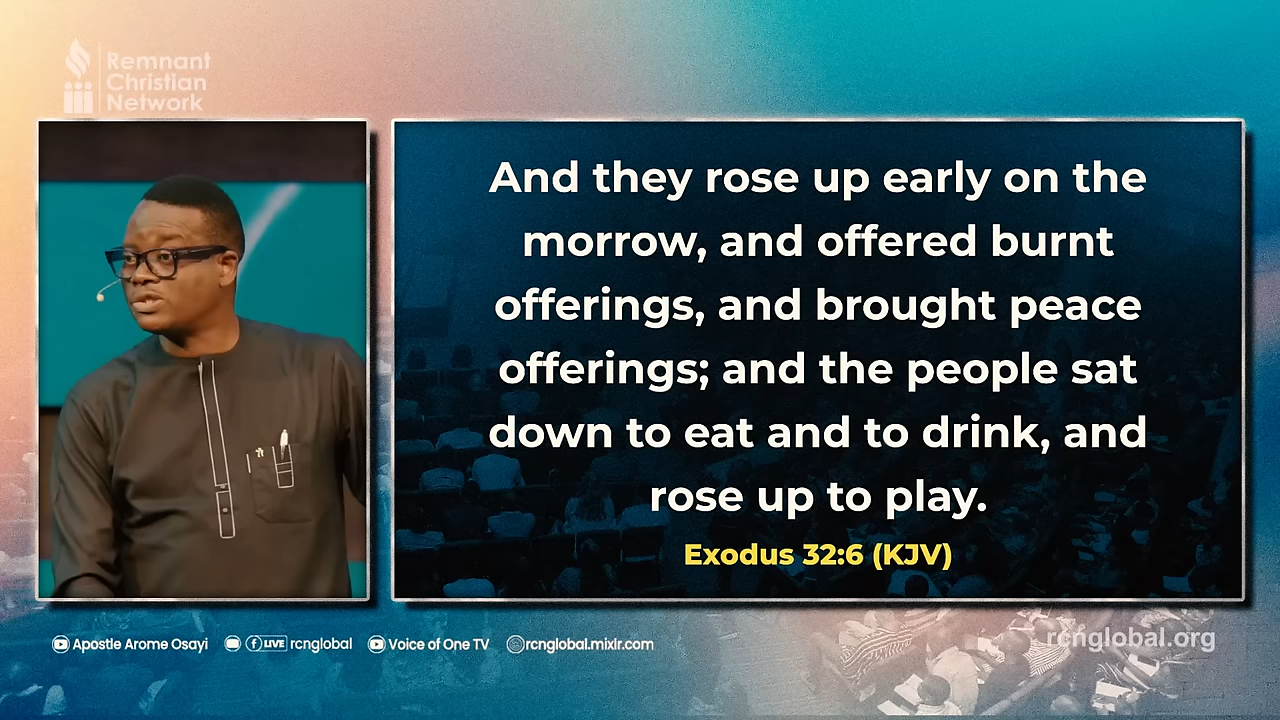 Remnant
Christian
Network
And they rose up early on the
morrow, and offered burnt
offerings, and brought peace
offerings; and the people sat
down to eat and to drink, and
rose up to play.
Exodus 32:6 (KJV)
Apostle Arome Osayi LIVE rcnglobal Voice of One TV rcnglobal.mixlr.com
rcnglobal.org